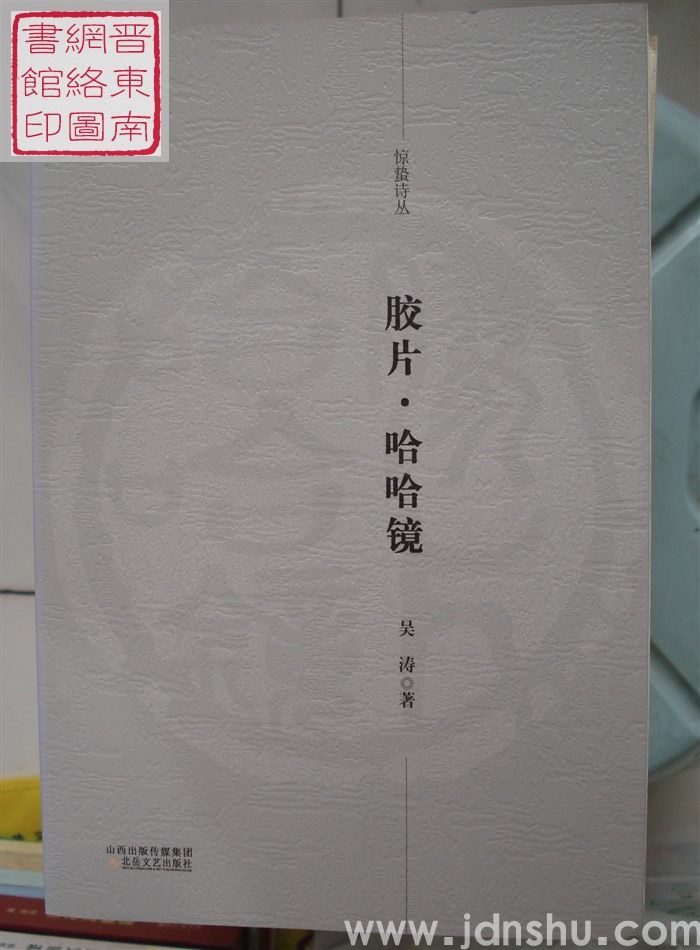 晋東南
網絡圖
書館印
惊蛰诗丛
胶片·哈哈镜
吴涛◎著
山西出版传媒集团
北岳文艺出版社
www.jdnshu.com